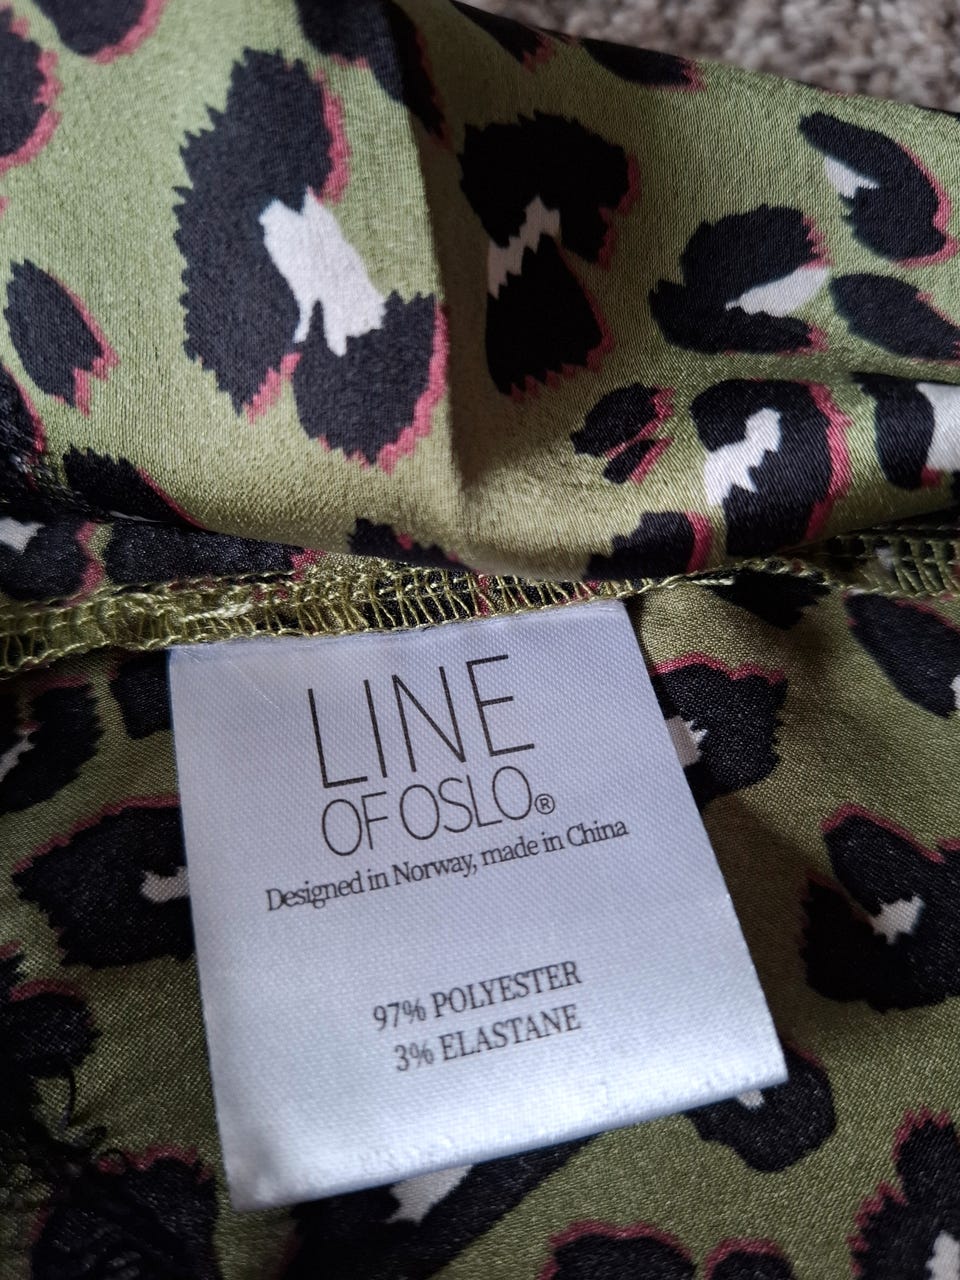 LINE
OF OSLO®
Designed in Norway, made in China
97% POLYESTER
3% ELASTANE